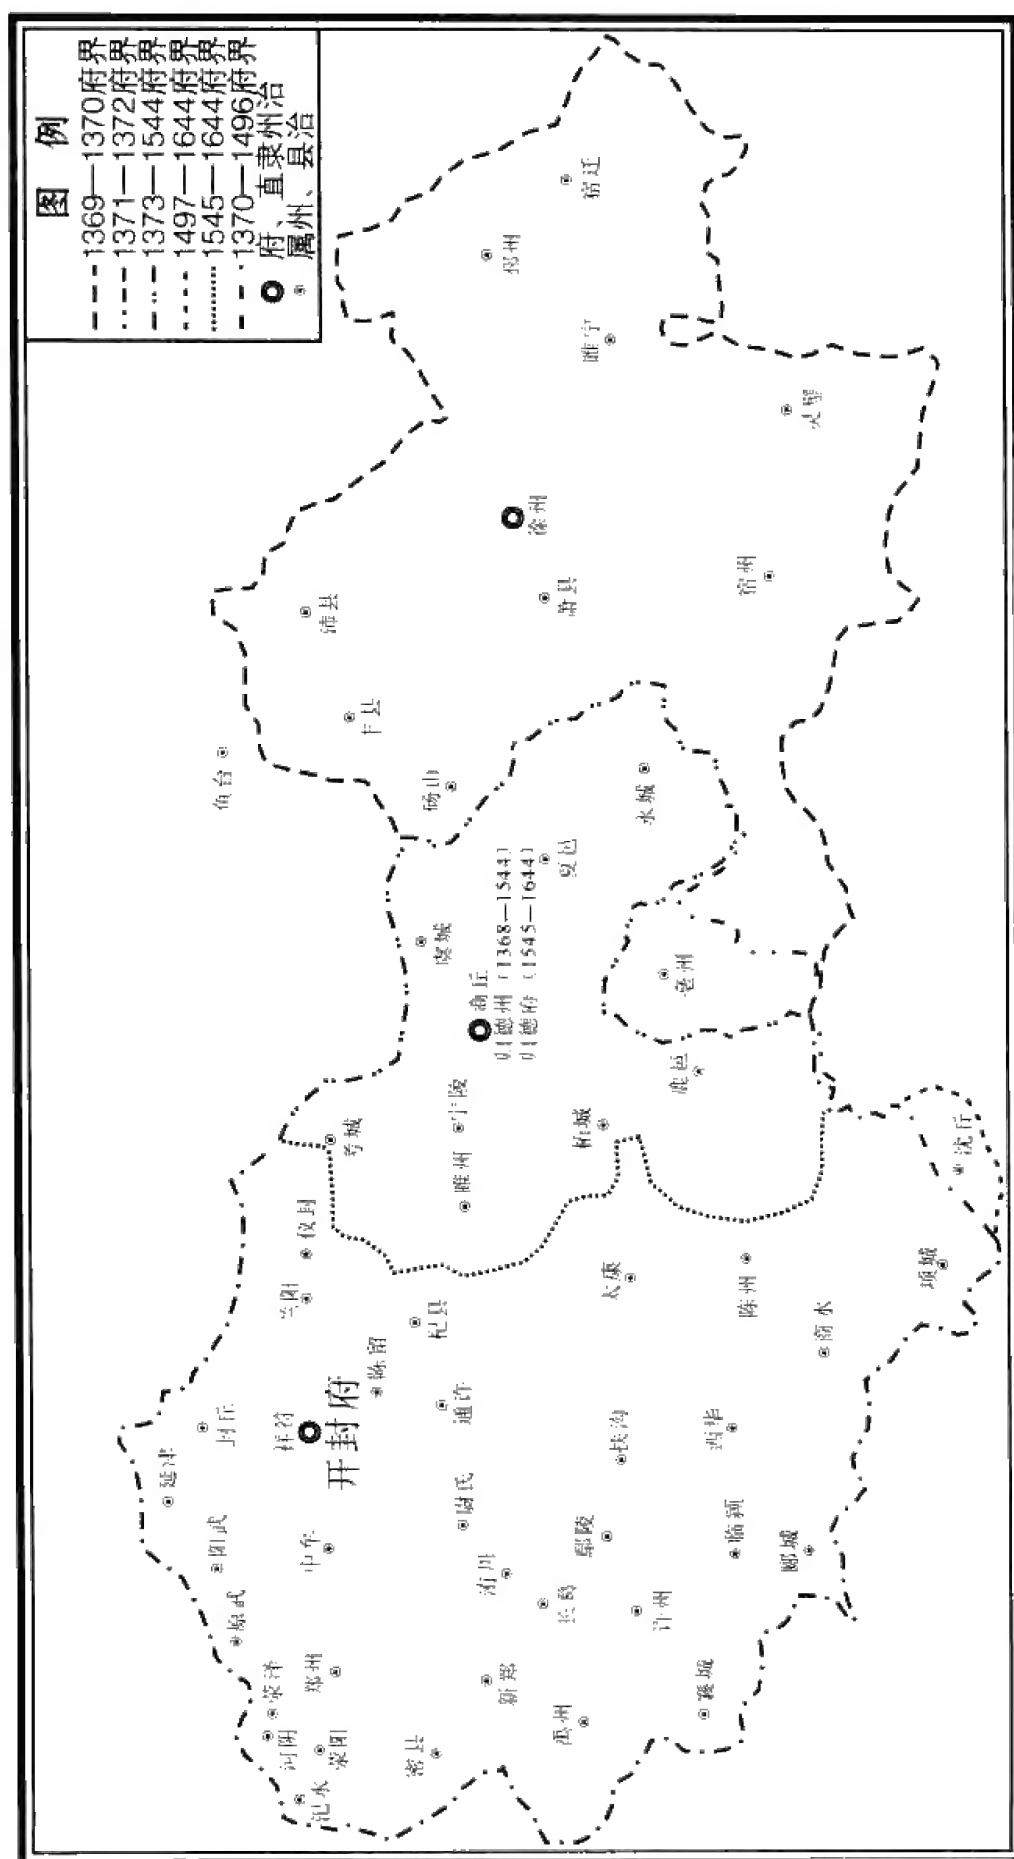 图 例
1369—1370府界
1371—1372府界
1373—1544府界
1497—1644府界
1545—1644府界
1370—1496府界
府、直隶州治
属州、县治
宿迁
邳州
睢宁
灵璧
徐州
宿州
萧县
沛县
丰县
鱼台
砀山
永城
夏邑
虞城
商丘
归德州（1368—1544）
归德府（1545—1644）
亳州
鹿邑
宁陵
柘城
考城
睢州
沈丘
仪封
兰阳
太康
陈州
项城
杞县
商水
陈留
祥符
开封府
封丘
通许
扶沟
西华
延津
尉氏
阳武
中牟
鄢陵
临颍
郾城
洧川
长葛
许州
原武
荥泽
郑州
新郑
襄城
禹州
河阴
荥阳
密县
汜水